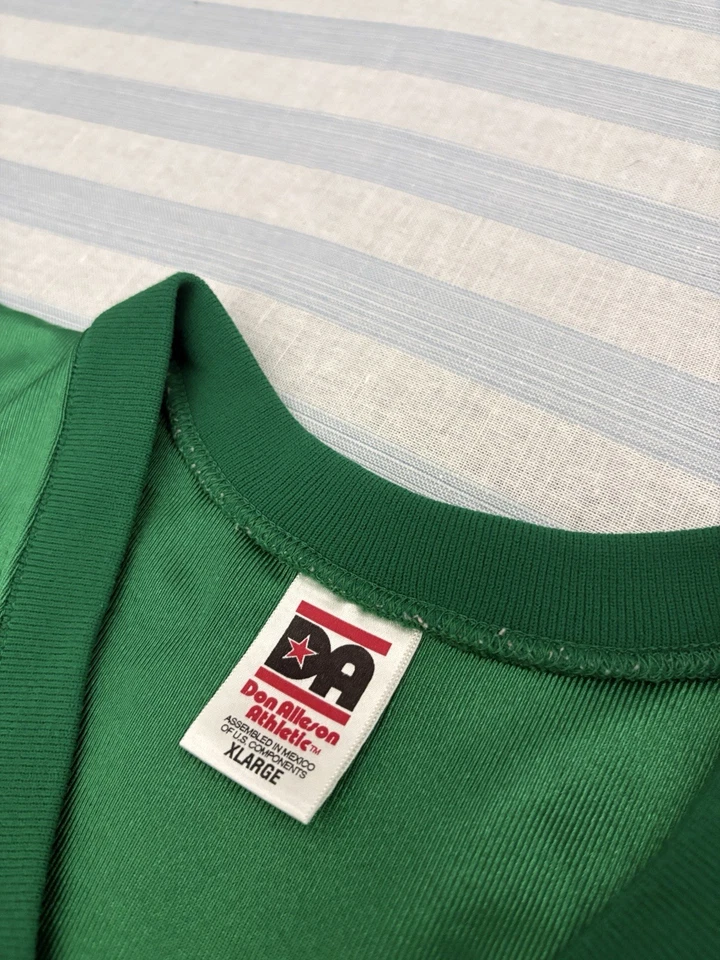 DA
Don Alleson
Athletic™
ASSEMBLED IN MEXICO
OF U.S. COMPONENTS
XLARGE